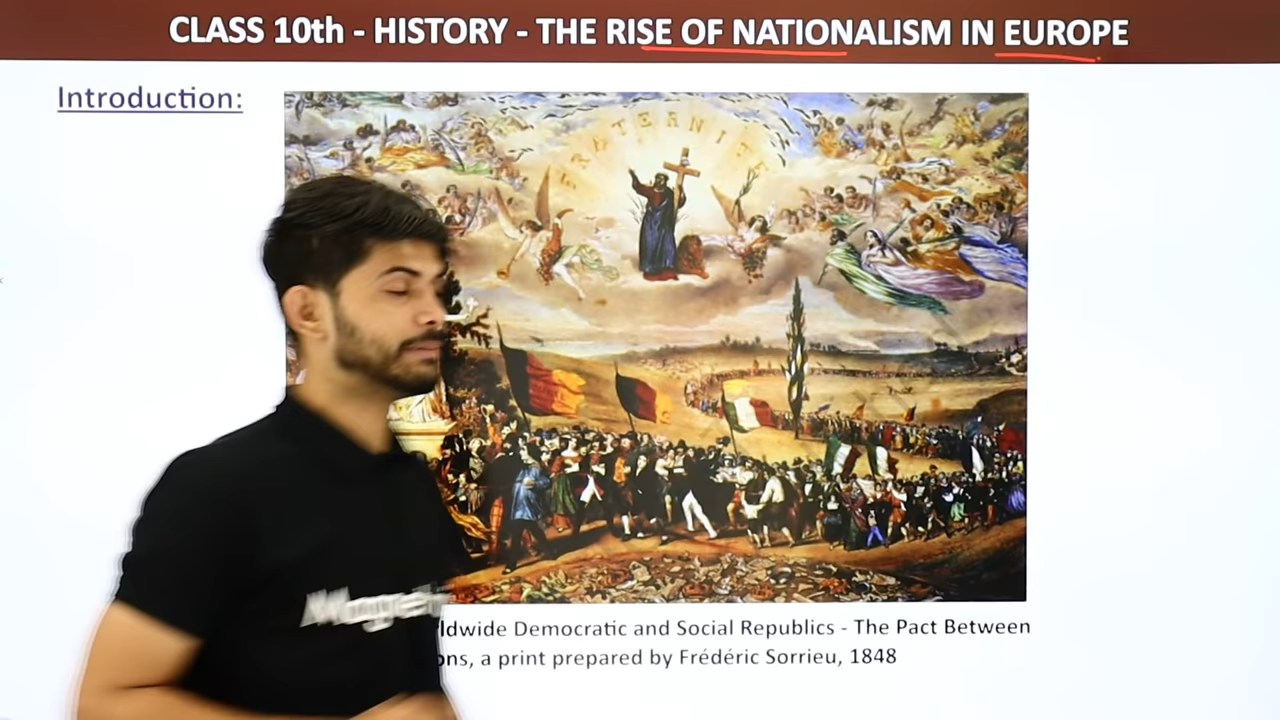 CLASS 10th - HISTORY - THE RISE OF NATIONALISM IN EUROPE
Introduction:
FRATERNITE
ldwide Democratic and Social Republics - The Pact Between
ons, a print prepared by Frédéric Sorrieu, 1848